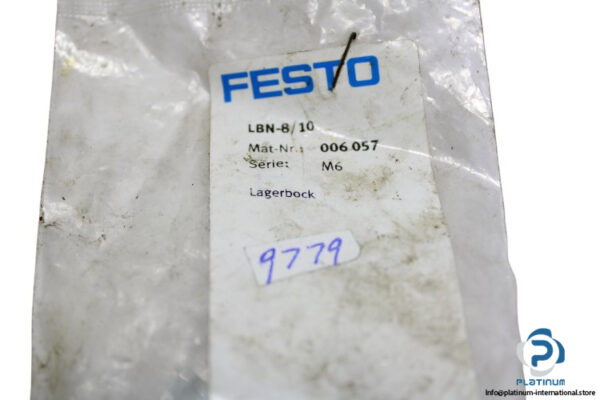 FESTO
LBN-8/10
Mat-Nr.: 006 057
Serie: M6
Lagerbock
9779
PLATINUM
Info@platinum-international.store